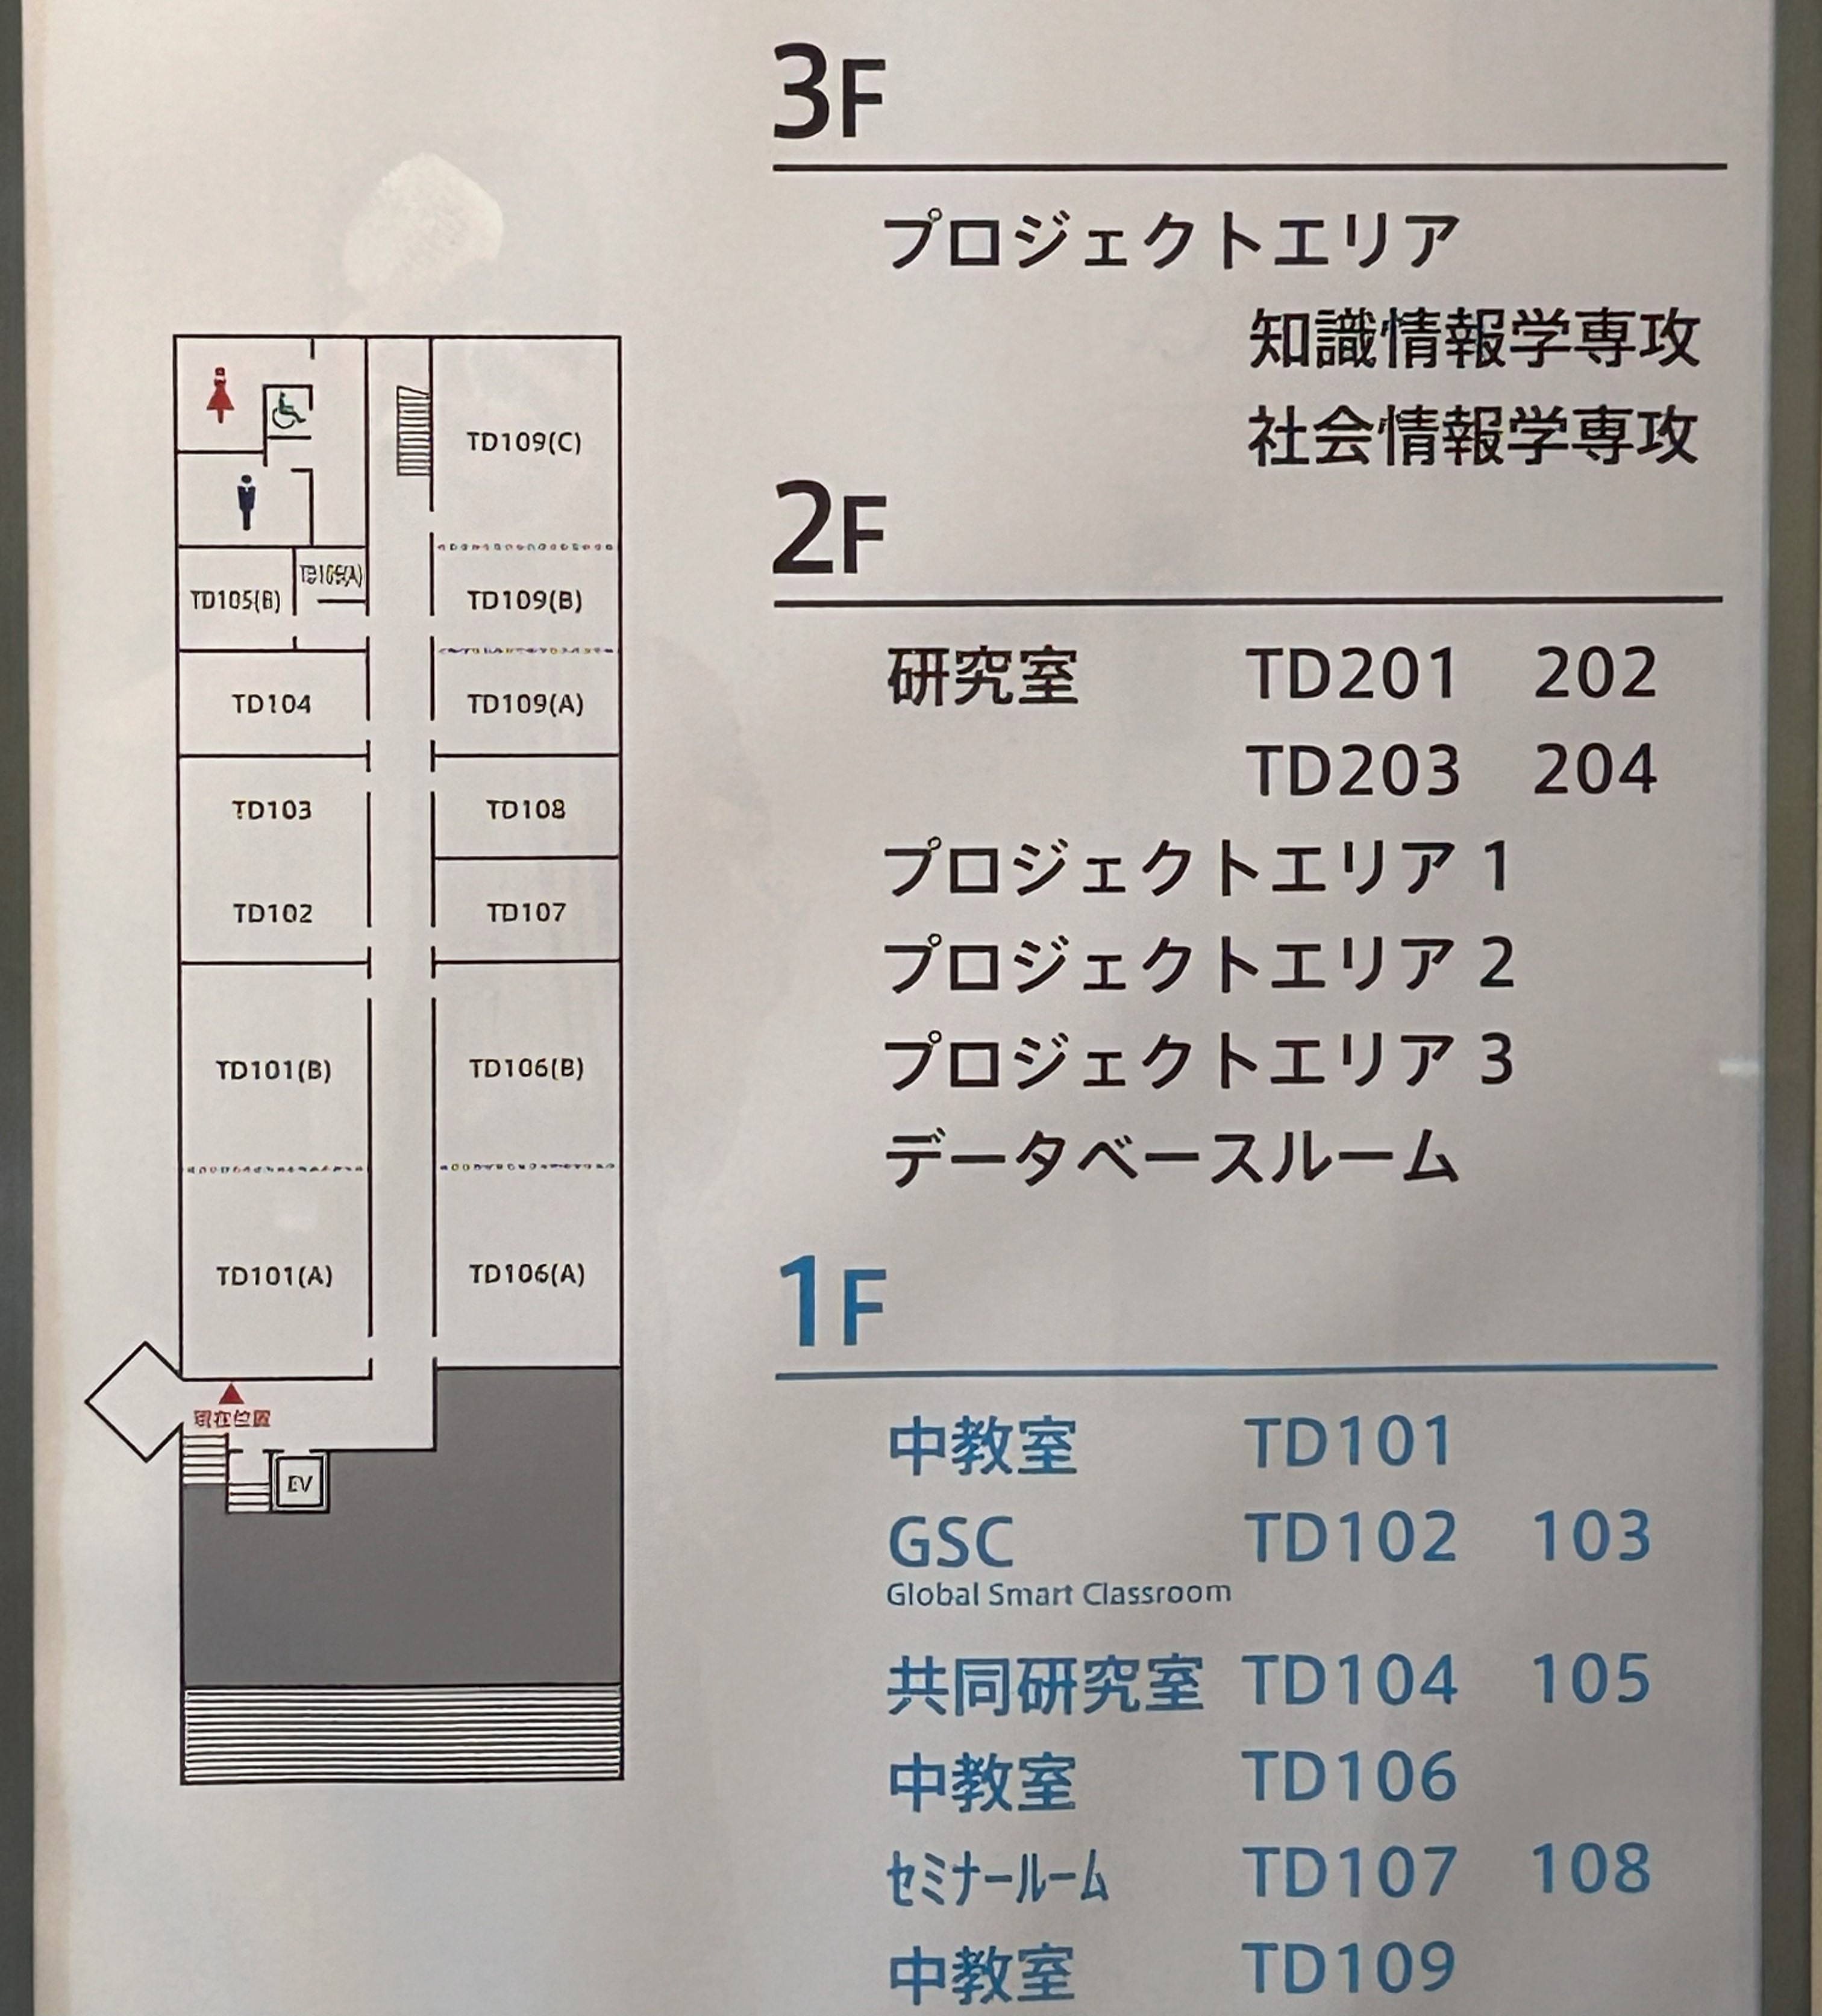 3F
プロジェクトエリア
知識情報学専攻
社会情報学専攻
2F
研究室 TD201 202
TD203 204
プロジェクトエリア 1
プロジェクトエリア 2
プロジェクトエリア 3
データベースルーム
1F
中教室 TD101
GSC TD102 103
Global Smart Classroom
共同研究室 TD104 105
中教室 TD106
セミナールーム TD107 108
中教室 TD109
TD109(C)
TD105(B) TD105(A) TD109(B)
TD104 TD109(A)
TD103 TD108
TD102 TD107
TD101(B) TD106(B)
TD101(A) TD106(A)
現在位置
EV